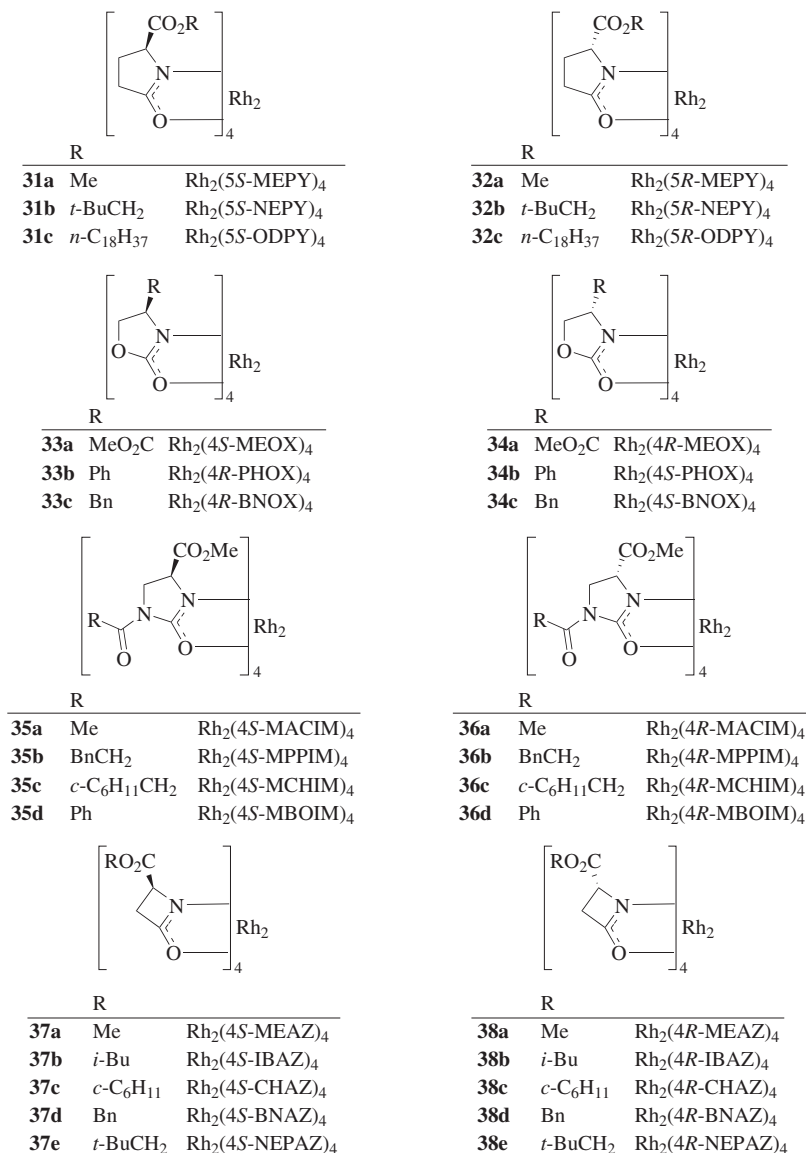 CO₂R CO₂R
N N
Rh₂ Rh₂
O O
4 4
R R
31a Me Rh₂(5S-MEPY)₄ 32a Me Rh₂(5R-MEPY)₄
31b t-BuCH₂ Rh₂(5S-NEPY)₄ 32b t-BuCH₂ Rh₂(5R-NEPY)₄
31c n-C₁₈H₃₇ Rh₂(5S-ODPY)₄ 32c n-C₁₈H₃₇ Rh₂(5R-ODPY)₄
R R
N N
O Rh₂ O Rh₂
O O
4 4
R R
33a MeO₂C Rh₂(4S-MEOX)₄ 34a MeO₂C Rh₂(4R-MEOX)₄
33b Ph Rh₂(4R-PHOX)₄ 34b Ph Rh₂(4S-PHOX)₄
33c Bn Rh₂(4R-BNOX)₄ 34c Bn Rh₂(4S-BNOX)₄
CO₂Me CO₂Me
N N N N
R Rh₂ R Rh₂
O O O O
4 4
R R
35a Me Rh₂(4S-MACIM)₄ 36a Me Rh₂(4R-MACIM)₄
35b BnCH₂ Rh₂(4S-MPPIM)₄ 36b BnCH₂ Rh₂(4R-MPPIM)₄
35c c-C₆H₁₁CH₂ Rh₂(4S-MCHIM)₄ 36c c-C₆H₁₁CH₂ Rh₂(4R-MCHIM)₄
35d Ph Rh₂(4S-MBOIM)₄ 36d Ph Rh₂(4R-MBOIM)₄
RO₂C RO₂C
N N
Rh₂ Rh₂
O O
4 4
R R
37a Me Rh₂(4S-MEAZ)₄ 38a Me Rh₂(4R-MEAZ)₄
37b i-Bu Rh₂(4S-IBAZ)₄ 38b i-Bu Rh₂(4R-IBAZ)₄
37c c-C₆H₁₁ Rh₂(4S-CHAZ)₄ 38c c-C₆H₁₁ Rh₂(4R-CHAZ)₄
37d Bn Rh₂(4S-BNAZ)₄ 38d Bn Rh₂(4R-BNAZ)₄
37e t-BuCH₂ Rh₂(4S-NEPAZ)₄ 38e t-BuCH₂ Rh₂(4R-NEPAZ)₄